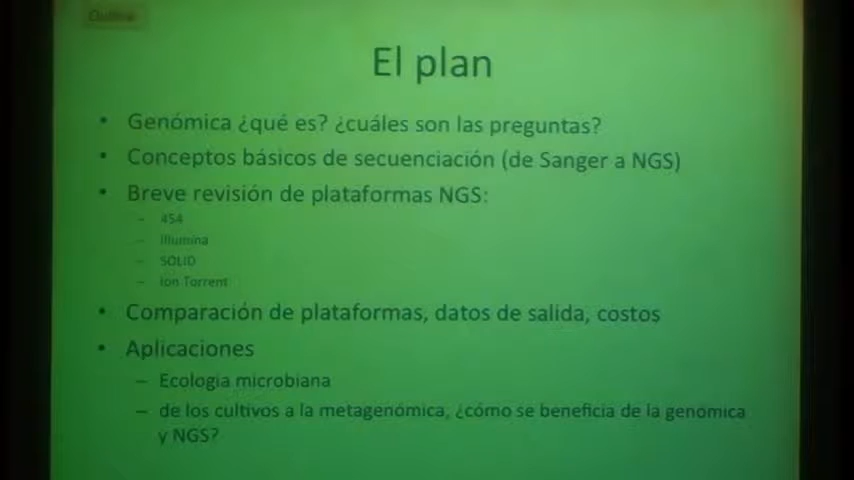 Outline
El plan
• Genómica ¿qué es? ¿cuáles son las preguntas?
• Conceptos básicos de secuenciación (de Sanger a NGS)
• Breve revisión de plataformas NGS:
– 454
– Illumina
– SOLID
– Ion Torrent
• Comparación de plataformas, datos de salida, costos
• Aplicaciones
– Ecologia microbiana
– de los cultivos a la metagenómica, ¿cómo se beneficia de la genómica
y NGS?